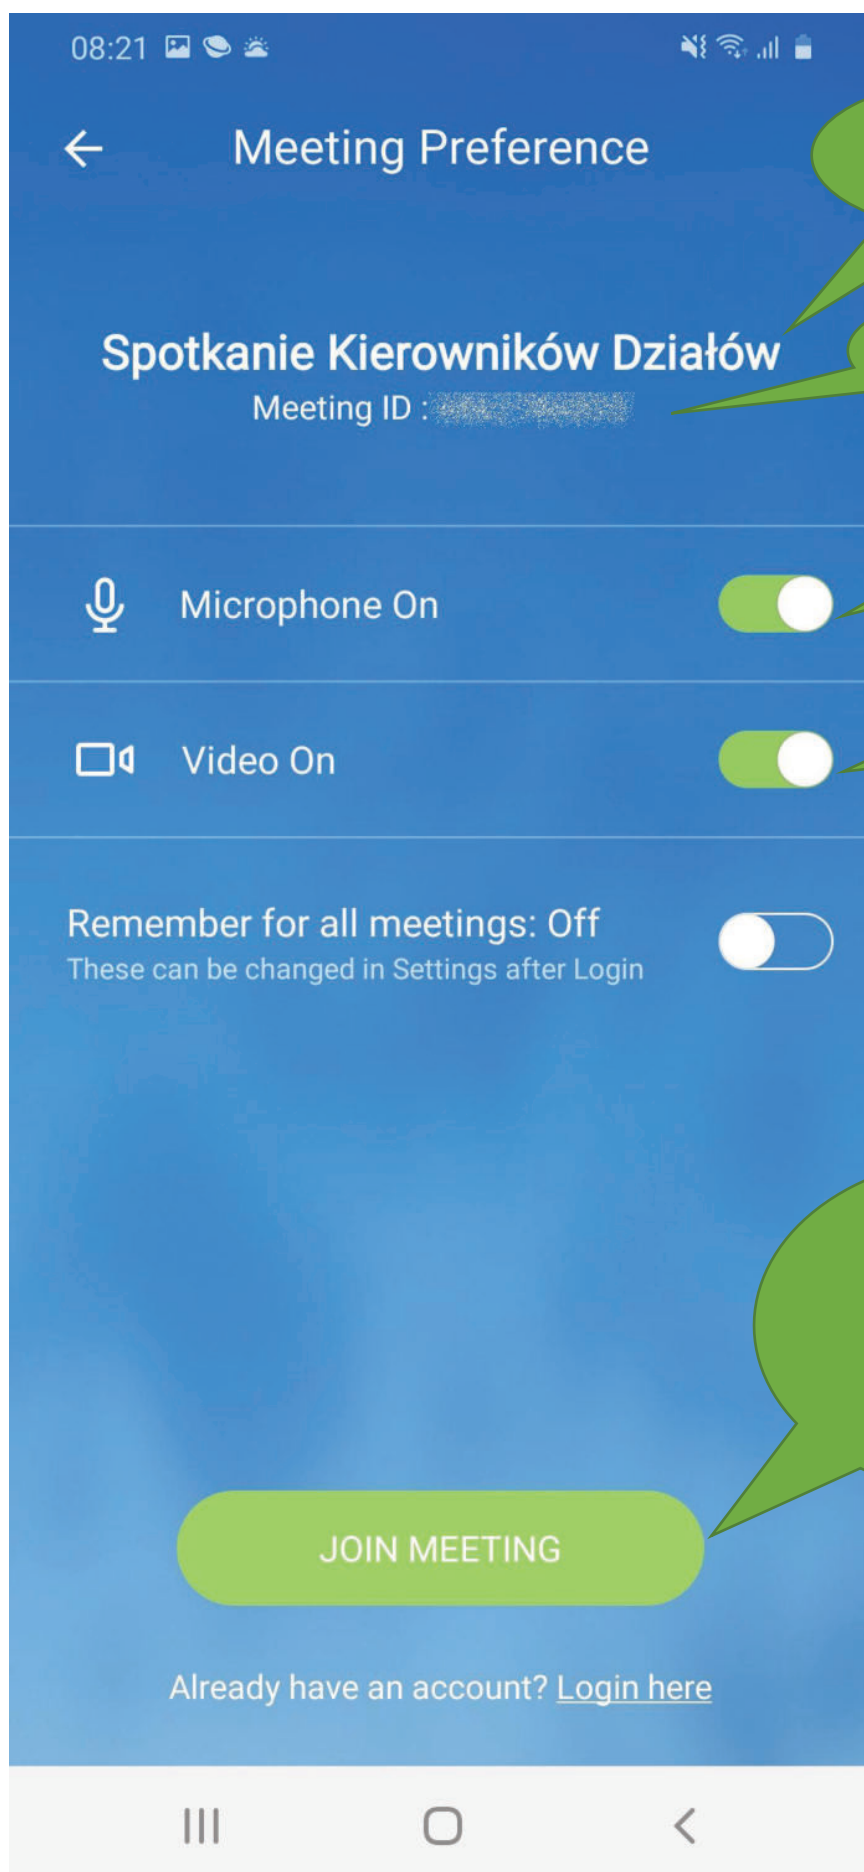 08:21
Meeting Preference
Spotkanie Kierowników Działów
Meeting ID :
Microphone On
Video On
Remember for all meetings: Off
These can be changed in Settings after Login
JOIN MEETING
Already have an account? Login here